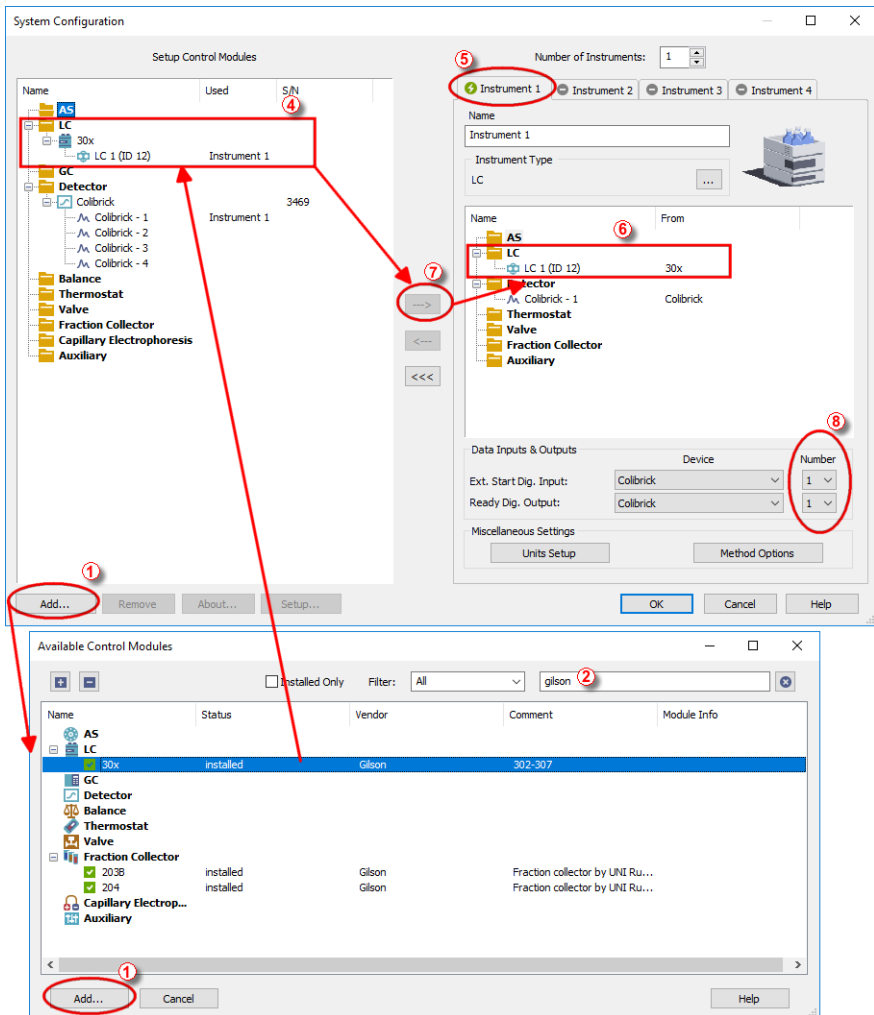 System Configuration
Setup Control Modules
Number of Instruments: 1
⑤
Name Used S/N
④
AS
LC
30x
LC 1 (ID 12) Instrument 1
GC
Detector
Colibrick 3469
Colibrick - 1 Instrument 1
Colibrick - 2
Colibrick - 3
Colibrick - 4
Balance
Thermostat
Valve
Fraction Collector
Capillary Electrophoresis
Auxiliary
⑦
--->
<---
<<<
Instrument 1 Instrument 2 Instrument 3 Instrument 4
Name
Instrument 1
Instrument Type
LC ...
Name From
⑥
AS
LC
LC 1 (ID 12) 30x
Detector
Colibrick - 1 Colibrick
Thermostat
Valve
Fraction Collector
Auxiliary
⑧
Data Inputs & Outputs
Device Number
Ext. Start Dig. Input: Colibrick 1
Ready Dig. Output: Colibrick 1
Miscellaneous Settings
Units Setup Method Options
①
Add... Remove About... Setup... OK Cancel Help
Available Control Modules
Installed Only Filter: All gilson ②
Name Status Vendor Comment Module Info
AS
LC
30x installed Gilson 302-307
GC
Detector
Balance
Thermostat
Valve
Fraction Collector
203B installed Gilson Fraction collector by UNI Ru...
204 installed Gilson Fraction collector by UNI Ru...
Capillary Electrop...
Auxiliary
①
Add... Cancel Help